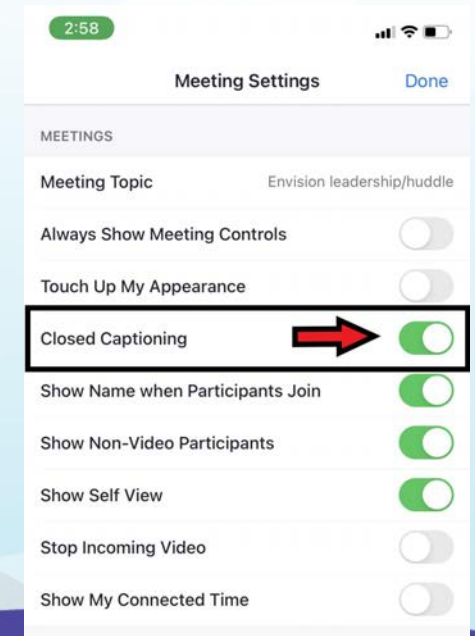 2:58
Meeting Settings Done
MEETINGS
Meeting Topic Envision leadership/huddle
Always Show Meeting Controls
Touch Up My Appearance
Closed Captioning
Show Name when Participants Join
Show Non-Video Participants
Show Self View
Stop Incoming Video
Show My Connected Time